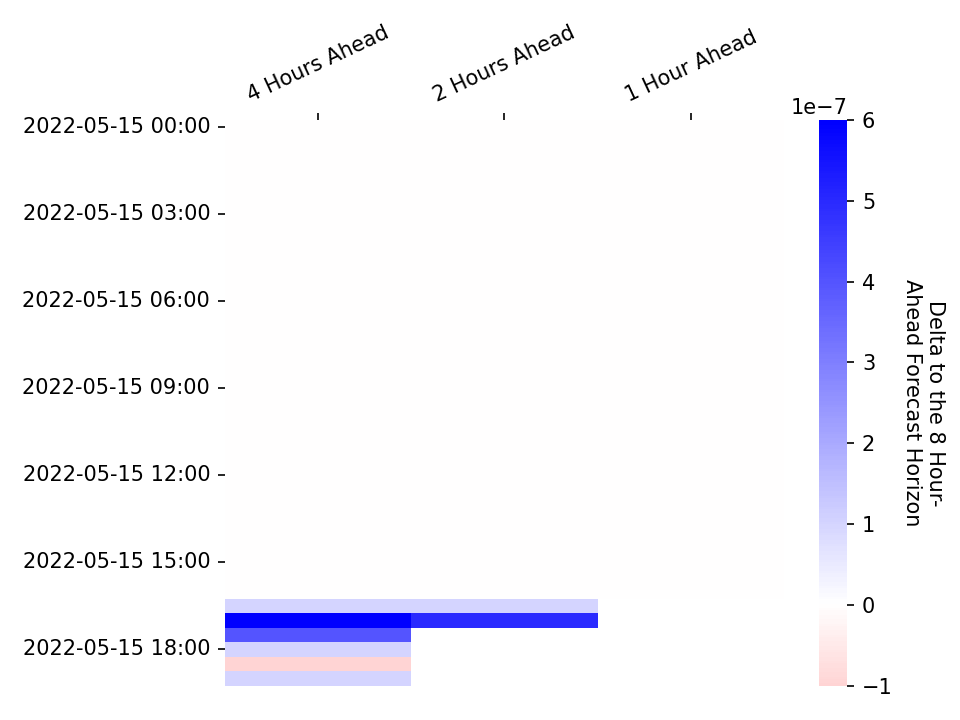 4 Hours Ahead
2 Hours Ahead
1 Hour Ahead
1e−7
2022-05-15 00:00
2022-05-15 03:00
2022-05-15 06:00
2022-05-15 09:00
2022-05-15 12:00
2022-05-15 15:00
2022-05-15 18:00
6
5
4
3
2
1
0
−1
Delta to the 8 Hour-
Ahead Forecast Horizon